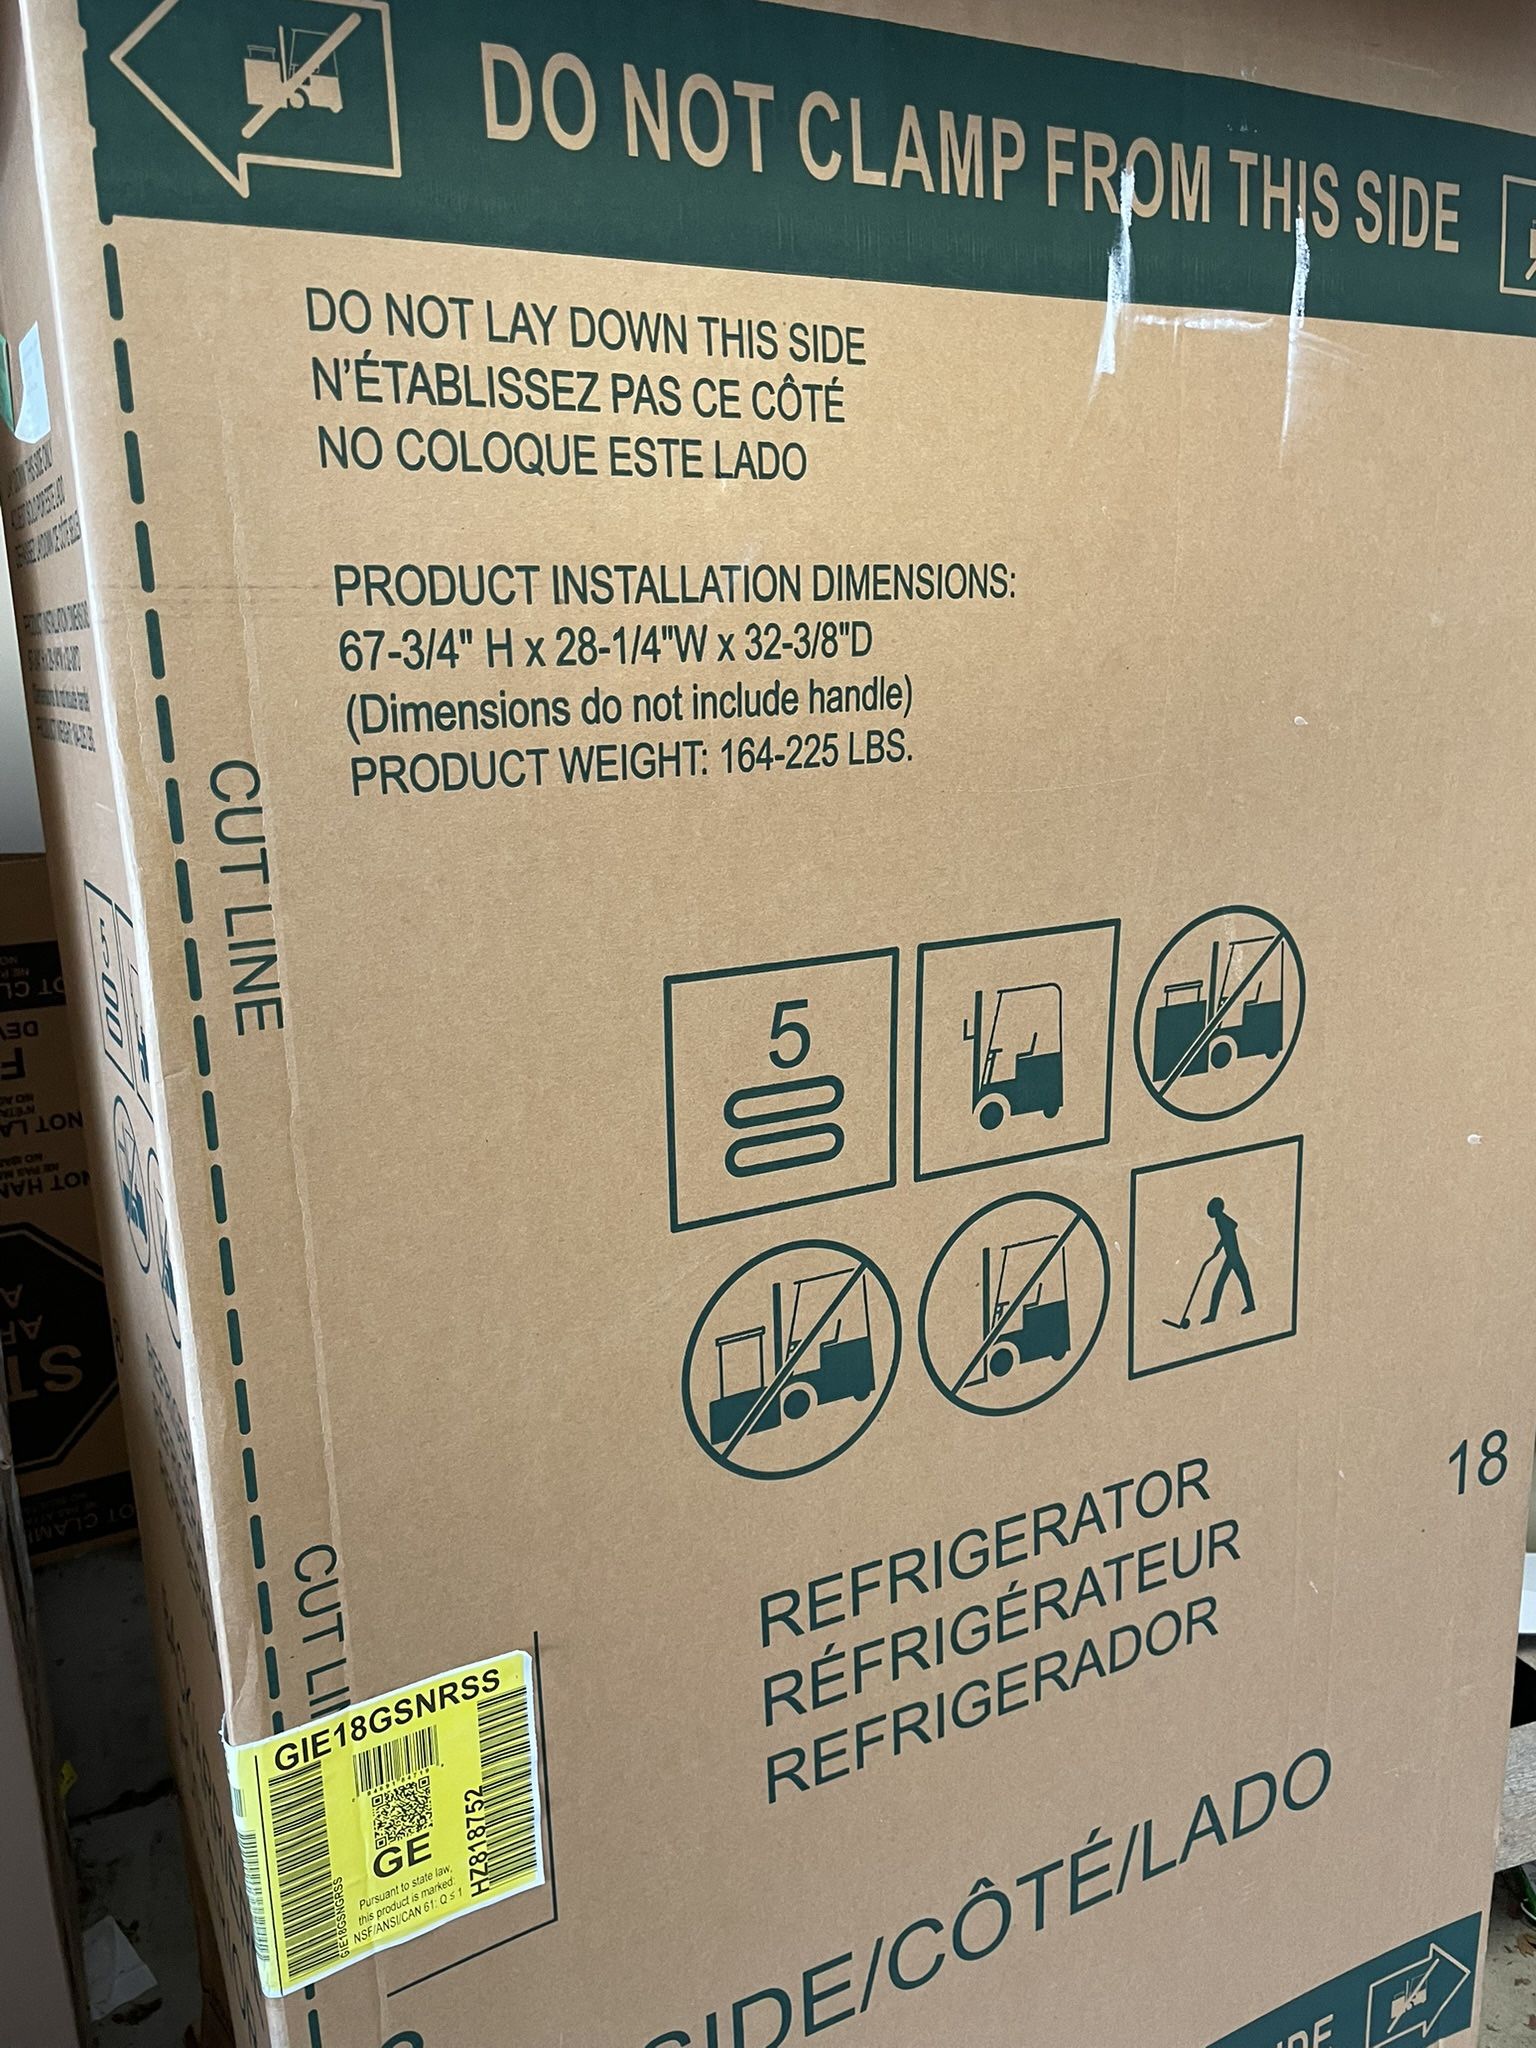 DO NOT CLAMP FROM THIS SIDE
DO NOT LAY DOWN THIS SIDE
N'ÉTABLISSEZ PAS CE CÔTÉ
NO COLOQUE ESTE LADO
PRODUCT INSTALLATION DIMENSIONS:
67-3/4" H x 28-1/4"W x 32-3/8"D
(Dimensions do not include handle)
PRODUCT WEIGHT: 164-225 LBS.
CUT LINE
5
18
REFRIGERATOR
RÉFRIGÉRATEUR
REFRIGERADOR
CUT LI
GIE18GSNRSS
GE
HZ818752
Pursuant to state law,
this product is marked:
NSF/ANSI/CAN 61: Q ≤ 1
GIE18GSNGRSS
SIDE/CÔTÉ/LADO